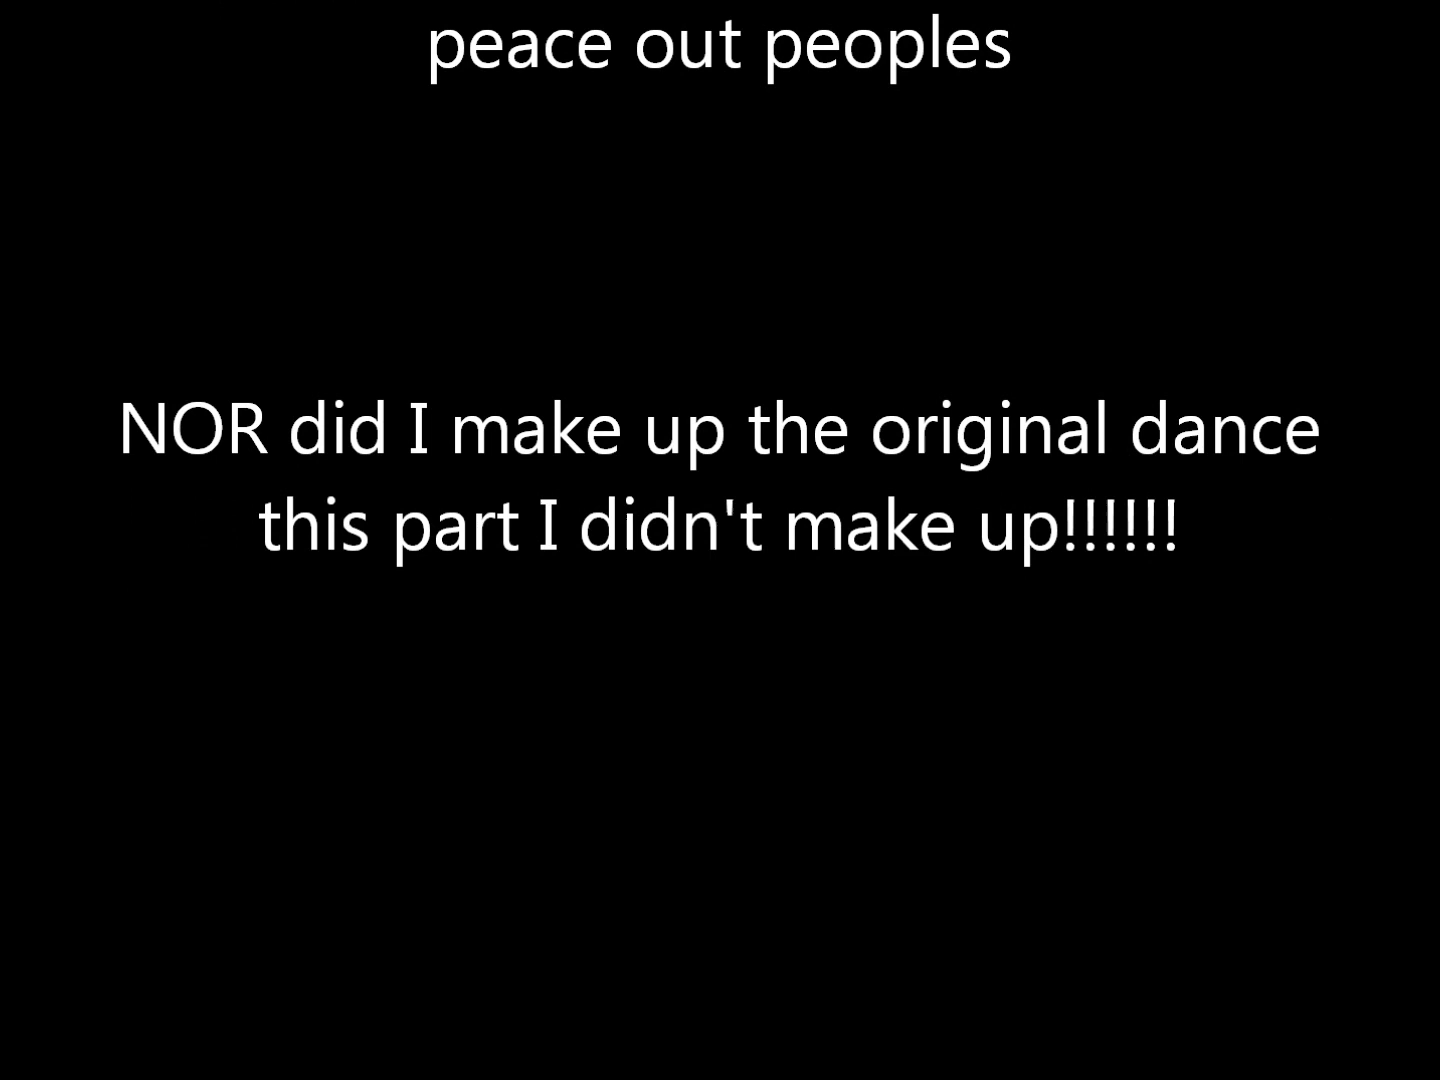 peace out peoples
NOR did I make up the original dance
this part I didn't make up!!!!!!